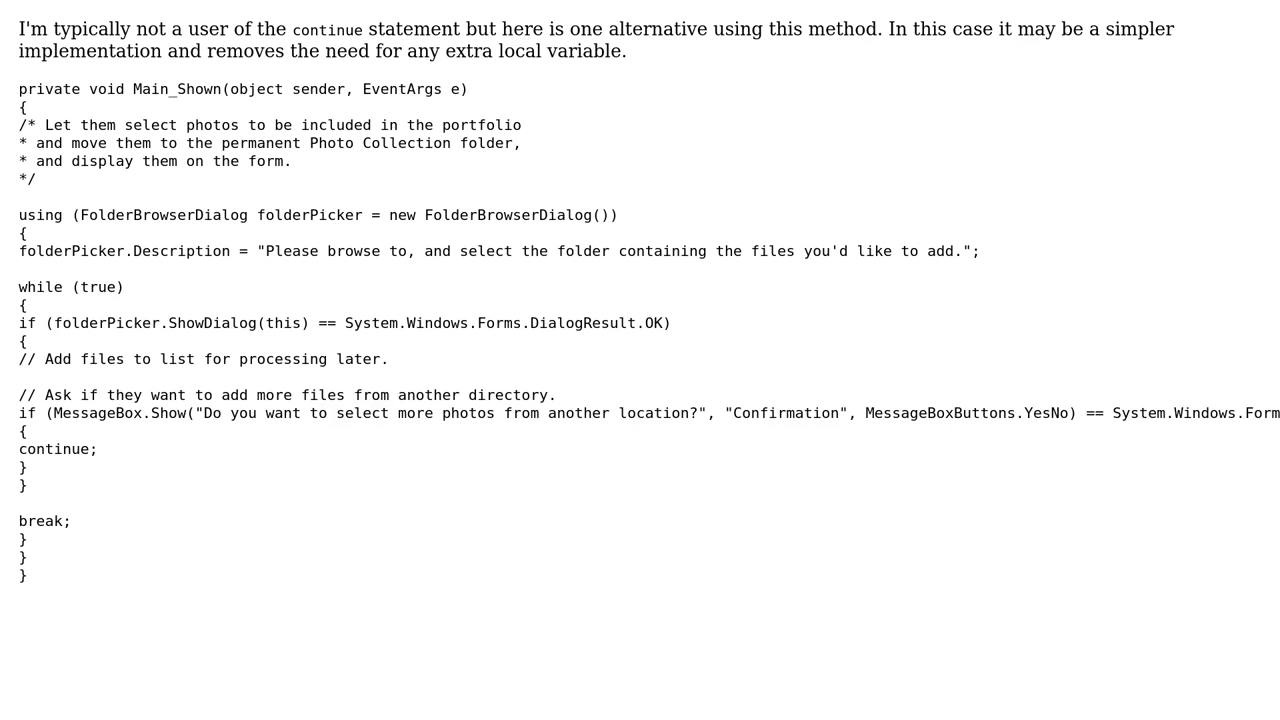 I'm typically not a user of the continue statement but here is one alternative using this method. In this case it may be a simpler
implementation and removes the need for any extra local variable.
private void Main_Shown(object sender, EventArgs e)
{
/* Let them select photos to be included in the portfolio
* and move them to the permanent Photo Collection folder,
* and display them on the form.
*/
using (FolderBrowserDialog folderPicker = new FolderBrowserDialog())
{
folderPicker.Description = "Please browse to, and select the folder containing the files you'd like to add.";
while (true)
{
if (folderPicker.ShowDialog(this) == System.Windows.Forms.DialogResult.OK)
{
// Add files to list for processing later.
// Ask if they want to add more files from another directory.
if (MessageBox.Show("Do you want to select more photos from another location?", "Confirmation", MessageBoxButtons.YesNo) == System.Windows.Form
{
continue;
}
}
break;
}
}
}